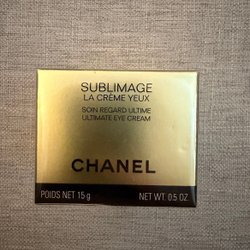 SUBLIMAGE
LA CRÈME YEUX
SOIN REGARD ULTIME
ULTIMATE EYE CREAM
CHANEL
POIDS NET 15 g NET WT. 0.5 OZ.